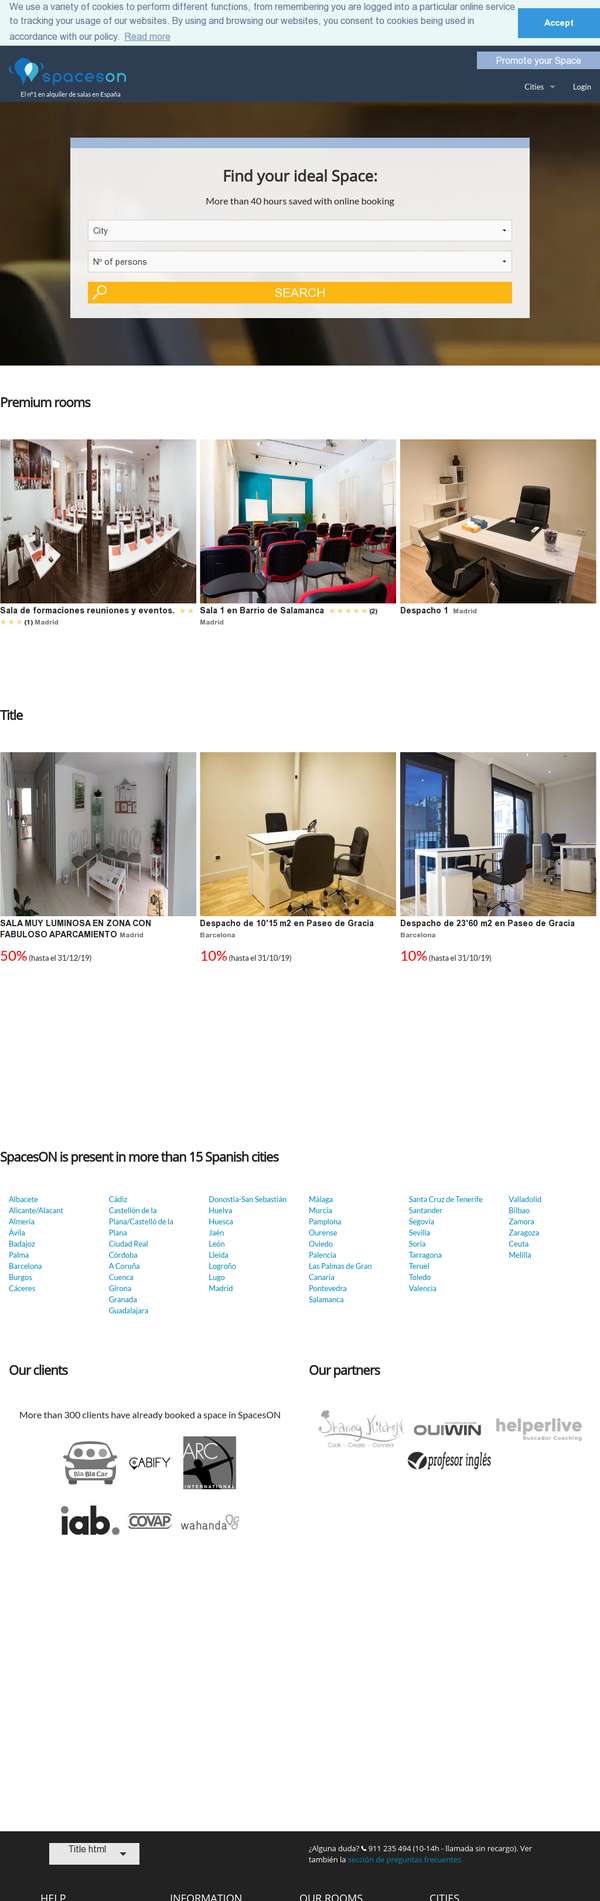 We use a variety of cookies to perform different functions, from remembering you are logged into a particular online service
to tracking your usage of our websites. By using and browsing our websites, you consent to cookies being used in
accordance with our policy. Read more
Accept
Promote your Space
spaceson
El nº1 en alquiler de salas en España
Cities
Login
Find your ideal Space:
More than 40 hours saved with online booking
City
Nº of persons
SEARCH
Premium rooms
Sala de formaciones reuniones y eventos. ★ ★
★ ★ ★ (1) Madrid
Sala 1 en Barrio de Salamanca ★ ★ ★ ★ ★ (2)
Madrid
Despacho 1 Madrid
Title
SALA MUY LUMINOSA EN ZONA CON
FABULOSO APARCAMIENTO Madrid
50% (hasta el 31/12/19)
Despacho de 10'15 m2 en Paseo de Gracia
Barcelona
10% (hasta el 31/10/19)
Despacho de 23'60 m2 en Paseo de Gracia
Barcelona
10% (hasta el 31/10/19)
SpacesON is present in more than 15 Spanish cities
Albacete
Alicante/Alacant
Almería
Ávila
Badajoz
Palma
Barcelona
Burgos
Cáceres
Cádiz
Castellón de la
Plana/Castelló de la
Plana
Ciudad Real
Córdoba
A Coruña
Cuenca
Girona
Granada
Guadalajara
Donostia-San Sebastián
Huelva
Huesca
Jaén
León
Lleida
Logroño
Lugo
Madrid
Málaga
Murcia
Pamplona
Ourense
Oviedo
Palencia
Las Palmas de Gran
Canaria
Pontevedra
Salamanca
Santa Cruz de Tenerife
Santander
Segovia
Sevilla
Soria
Tarragona
Teruel
Toledo
Valencia
Valladolid
Bilbao
Zamora
Zaragoza
Ceuta
Melilla
Our clients
More than 300 clients have already booked a space in SpacesON
Bla Bla Car
CABIFY
ARC
INTERNATIONAL
iab.
COVAP
wahanda
Our partners
Cook - Create - Connect
OUIWIN
helperlive
Buscador Coaching
profesor inglés
Title html
¿Alguna duda? 911 235 494 (10-14h - llamada sin recargo). Ver
también la sección de preguntas frecuentes
HELP
INFORMATION
OUR ROOMS
CITIES